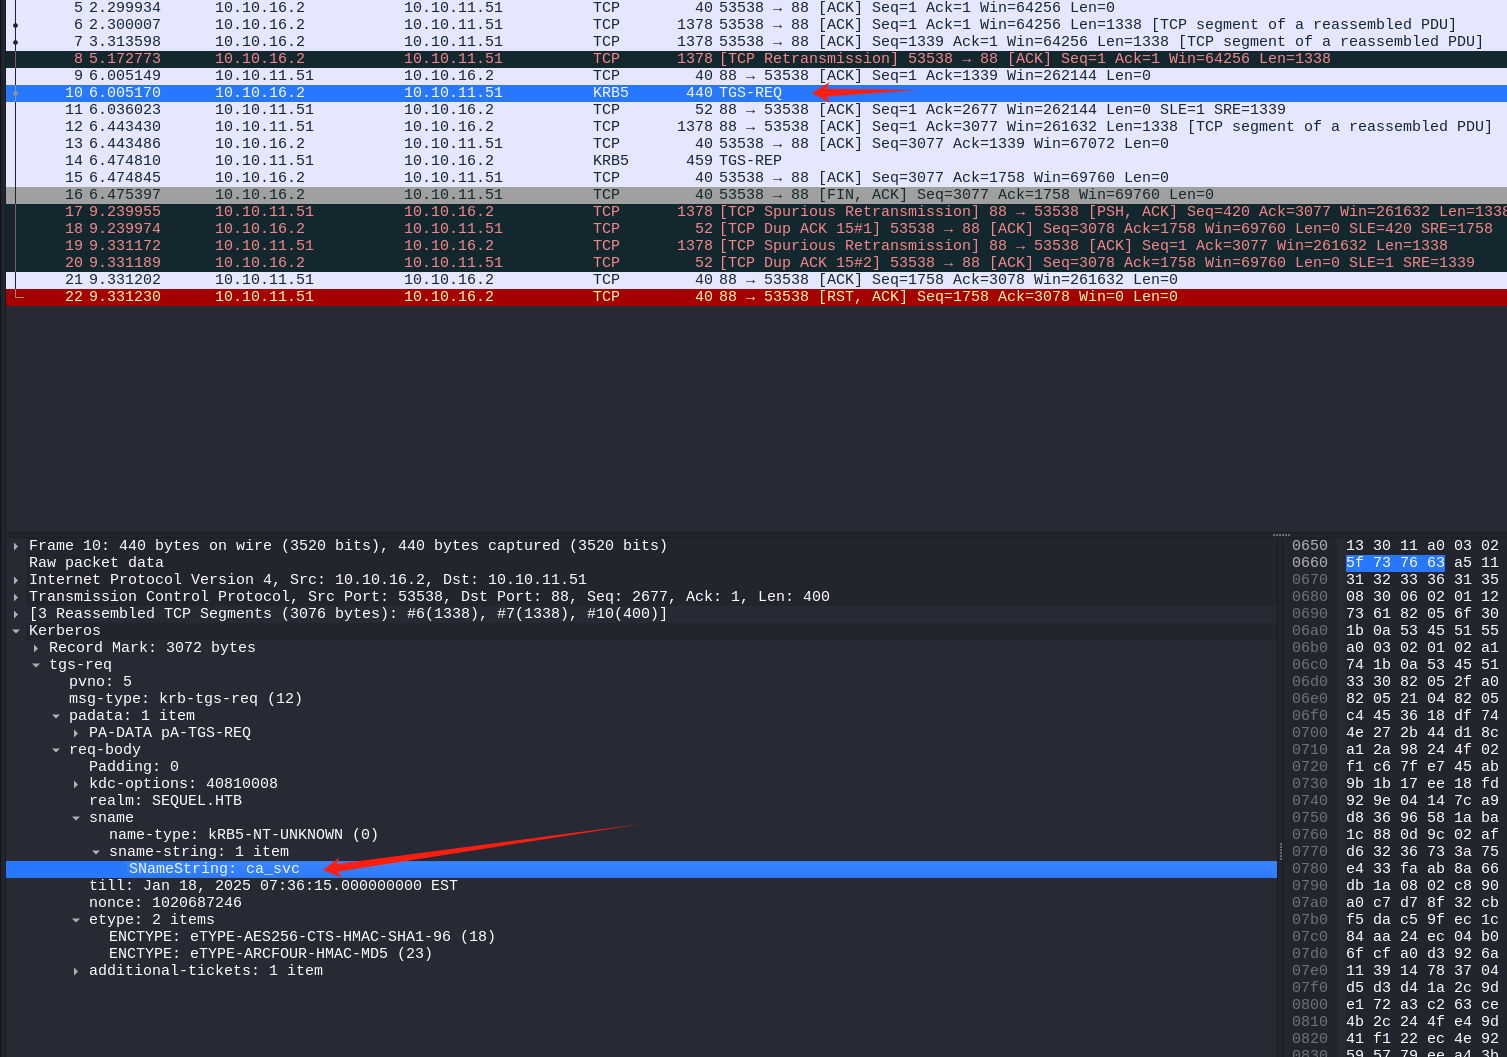 5 2.299934 10.10.16.2 10.10.11.51 TCP 40 53538 → 88 [ACK] Seq=1 Ack=1 Win=64256 Len=0
6 2.300007 10.10.16.2 10.10.11.51 TCP 1378 53538 → 88 [ACK] Seq=1 Ack=1 Win=64256 Len=1338 [TCP segment of a reassembled PDU]
7 3.313598 10.10.16.2 10.10.11.51 TCP 1378 53538 → 88 [ACK] Seq=1339 Ack=1 Win=64256 Len=1338 [TCP segment of a reassembled PDU]
8 5.172773 10.10.16.2 10.10.11.51 TCP 1378 [TCP Retransmission] 53538 → 88 [ACK] Seq=1 Ack=1 Win=64256 Len=1338
9 6.005149 10.10.11.51 10.10.16.2 TCP 40 88 → 53538 [ACK] Seq=1 Ack=1339 Win=262144 Len=0
10 6.005170 10.10.16.2 10.10.11.51 KRB5 440 TGS-REQ
11 6.036023 10.10.11.51 10.10.16.2 TCP 52 88 → 53538 [ACK] Seq=1 Ack=2677 Win=262144 Len=0 SLE=1 SRE=1339
12 6.443430 10.10.11.51 10.10.16.2 TCP 1378 88 → 53538 [ACK] Seq=1 Ack=3077 Win=261632 Len=1338 [TCP segment of a reassembled PDU]
13 6.443486 10.10.16.2 10.10.11.51 TCP 40 53538 → 88 [ACK] Seq=3077 Ack=1339 Win=67072 Len=0
14 6.474810 10.10.11.51 10.10.16.2 KRB5 459 TGS-REP
15 6.474845 10.10.16.2 10.10.11.51 TCP 40 53538 → 88 [ACK] Seq=3077 Ack=1758 Win=69760 Len=0
16 6.475397 10.10.16.2 10.10.11.51 TCP 40 53538 → 88 [FIN, ACK] Seq=3077 Ack=1758 Win=69760 Len=0
17 9.239955 10.10.11.51 10.10.16.2 TCP 1378 [TCP Spurious Retransmission] 88 → 53538 [PSH, ACK] Seq=420 Ack=3077 Win=261632 Len=1338
18 9.239974 10.10.16.2 10.10.11.51 TCP 52 [TCP Dup ACK 15#1] 53538 → 88 [ACK] Seq=3078 Ack=1758 Win=69760 Len=0 SLE=420 SRE=1758
19 9.331172 10.10.11.51 10.10.16.2 TCP 1378 [TCP Spurious Retransmission] 88 → 53538 [ACK] Seq=1 Ack=3077 Win=261632 Len=1338
20 9.331189 10.10.16.2 10.10.11.51 TCP 52 [TCP Dup ACK 15#2] 53538 → 88 [ACK] Seq=3078 Ack=1758 Win=69760 Len=0 SLE=1 SRE=1339
21 9.331202 10.10.11.51 10.10.16.2 TCP 40 88 → 53538 [ACK] Seq=1758 Ack=3078 Win=261632 Len=0
22 9.331230 10.10.11.51 10.10.16.2 TCP 40 88 → 53538 [RST, ACK] Seq=1758 Ack=3078 Win=0 Len=0
Frame 10: 440 bytes on wire (3520 bits), 440 bytes captured (3520 bits)
Raw packet data
Internet Protocol Version 4, Src: 10.10.16.2, Dst: 10.10.11.51
Transmission Control Protocol, Src Port: 53538, Dst Port: 88, Seq: 2677, Ack: 1, Len: 400
[3 Reassembled TCP Segments (3076 bytes): #6(1338), #7(1338), #10(400)]
Kerberos
Record Mark: 3072 bytes
tgs-req
pvno: 5
msg-type: krb-tgs-req (12)
padata: 1 item
PA-DATA pA-TGS-REQ
req-body
Padding: 0
kdc-options: 40810008
realm: SEQUEL.HTB
sname
name-type: kRB5-NT-UNKNOWN (0)
sname-string: 1 item
SNameString: ca_svc
till: Jan 18, 2025 07:36:15.000000000 EST
nonce: 1020687246
etype: 2 items
ENCTYPE: eTYPE-AES256-CTS-HMAC-SHA1-96 (18)
ENCTYPE: eTYPE-ARCFOUR-HMAC-MD5 (23)
additional-tickets: 1 item
0650 13 30 11 a0 03 02
0660 5f 73 76 63 a5 11
0670 31 32 33 36 31 35
0680 08 30 06 02 01 12
0690 73 61 82 05 6f 30
06a0 1b 0a 53 45 51 55
06b0 a0 03 02 01 02 a1
06c0 74 1b 0a 53 45 51
06d0 33 30 82 05 2f a0
06e0 82 05 21 04 82 05
06f0 c4 45 36 18 df 74
0700 4e 27 2b 44 d1 8c
0710 a1 2a 98 24 4f 02
0720 f1 c6 7f e7 45 ab
0730 9b 1b 17 ee 18 fd
0740 92 9e 04 14 7c a9
0750 d8 36 96 58 1a ba
0760 1c 88 0d 9c 02 af
0770 d6 32 36 73 3a 75
0780 e4 33 fa ab 8a 66
0790 db 1a 08 02 c8 90
07a0 a0 c7 d7 8f 32 cb
07b0 f5 da c5 9f ec 1c
07c0 84 aa 24 ec 04 b0
07d0 6f cf a0 d3 92 6a
07e0 11 39 14 78 37 04
07f0 d5 d3 d4 1a 2c 9d
0800 e1 72 a3 c2 63 ce
0810 4b 2c 24 4f e4 9d
0820 41 f1 22 ec 4e 92
0830 59 57 79 ee a4 3b